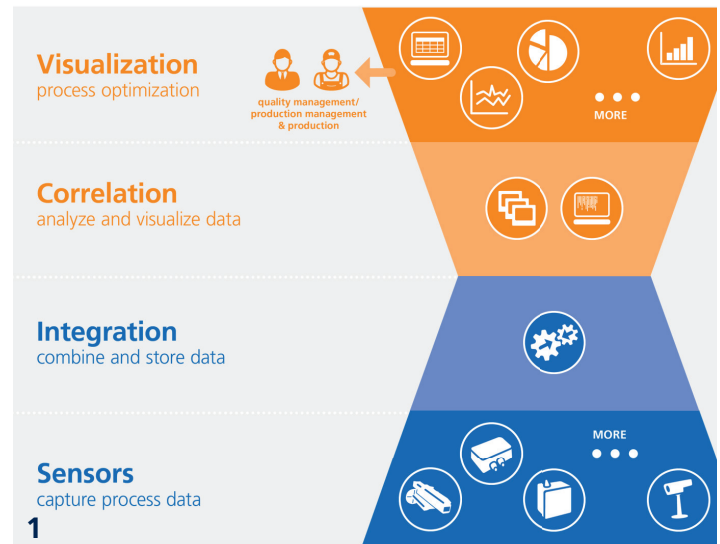 Visualization
process optimization
quality management/
production management
& production
MORE
Correlation
analyze and visualize data
Integration
combine and store data
MORE
Sensors
capture process data
1